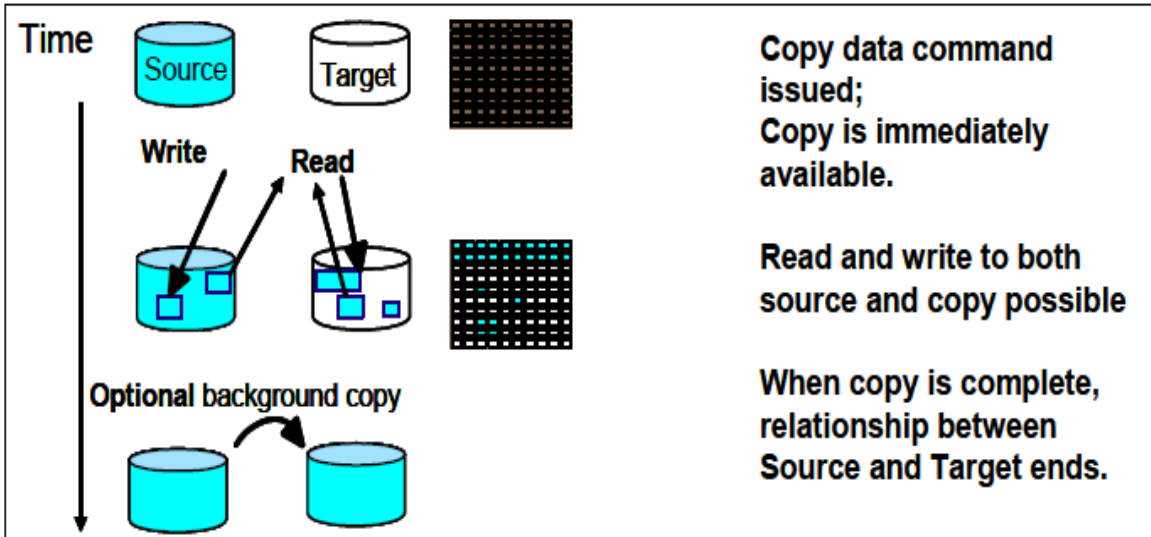 Time
Source
Target
Copy data command
issued;
Copy is immediately
available.
Write
Read
Read and write to both
source and copy possible
Optional background copy
When copy is complete,
relationship between
Source and Target ends.